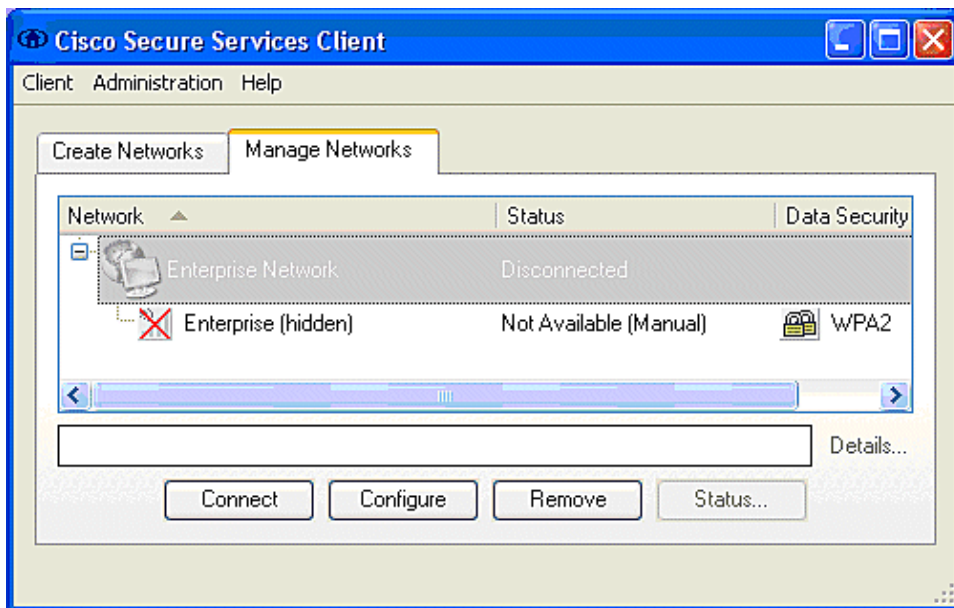 Cisco Secure Services Client
Client Administration Help
Create Networks Manage Networks
Network Status Data Security
Enterprise Network Disconnected
Enterprise (hidden) Not Available (Manual) WPA2
Details...
Connect Configure Remove Status...